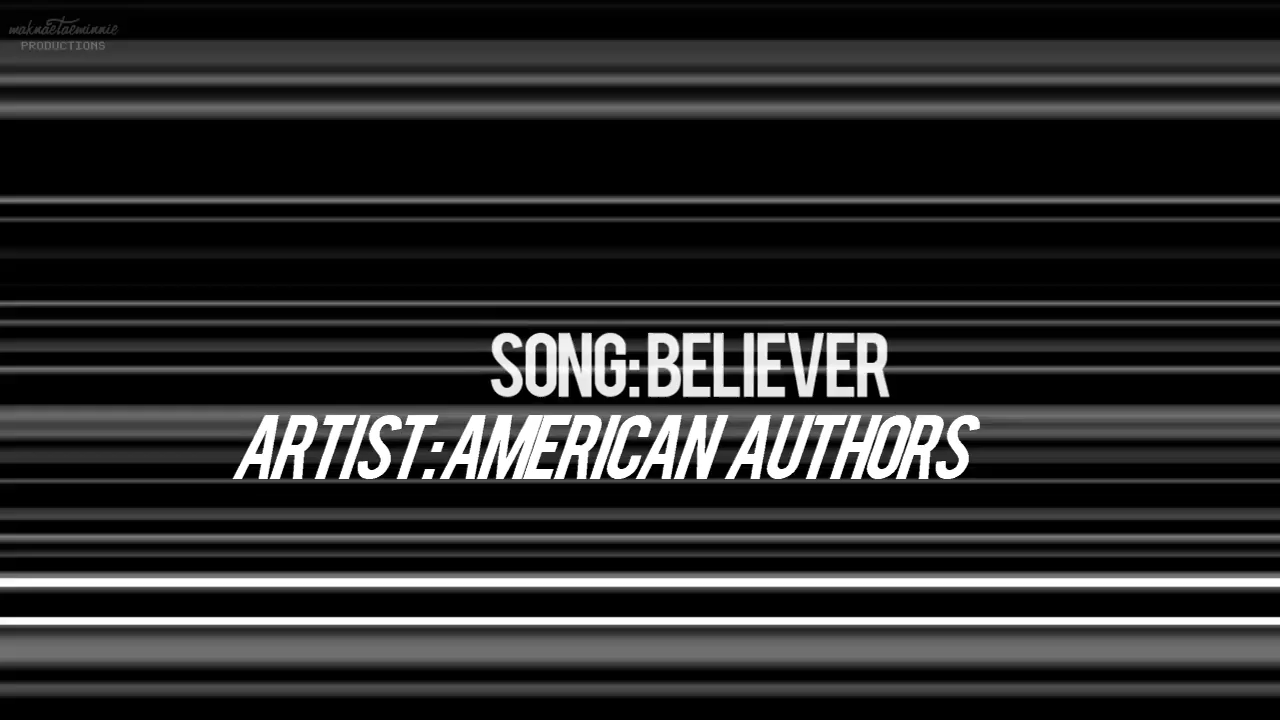 maknaetaeminnie
PRODUCTIONS
SONG: BELIEVER
ARTIST: AMERICAN AUTHORS